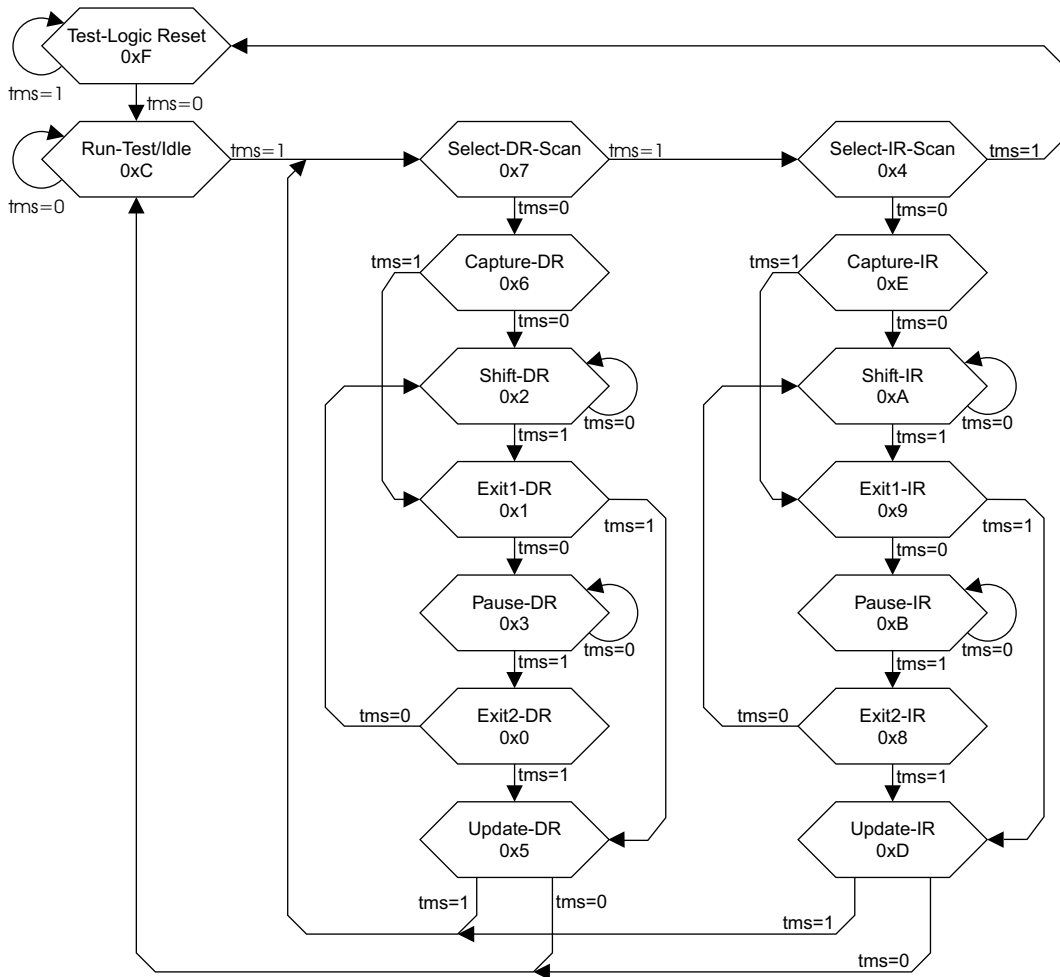 Test-Logic Reset
0xF
tms=1
tms=0
Run-Test/Idle
0xC
tms=1
tms=0
Select-DR-Scan
0x7
tms=1
tms=0
Select-IR-Scan
0x4
tms=1
tms=0
tms=1
Capture-DR
0x6
tms=0
tms=1
Capture-IR
0xE
tms=0
Shift-DR
0x2
tms=0
tms=1
Shift-IR
0xA
tms=0
tms=1
Exit1-DR
0x1
tms=1
tms=0
Exit1-IR
0x9
tms=1
tms=0
Pause-DR
0x3
tms=0
tms=1
Pause-IR
0xB
tms=0
tms=1
tms=0
Exit2-DR
0x0
tms=1
tms=0
Exit2-IR
0x8
tms=1
Update-DR
0x5
tms=1
tms=0
Update-IR
0xD
tms=1
tms=0